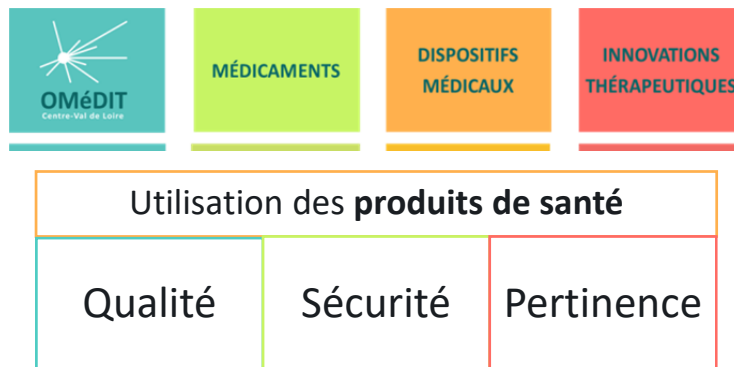 OMéDIT
Centre-Val de Loire
MÉDICAMENTS
DISPOSITIFS
MÉDICAUX
INNOVATIONS
THÉRAPEUTIQUES
Utilisation des produits de santé
Qualité
Sécurité
Pertinence